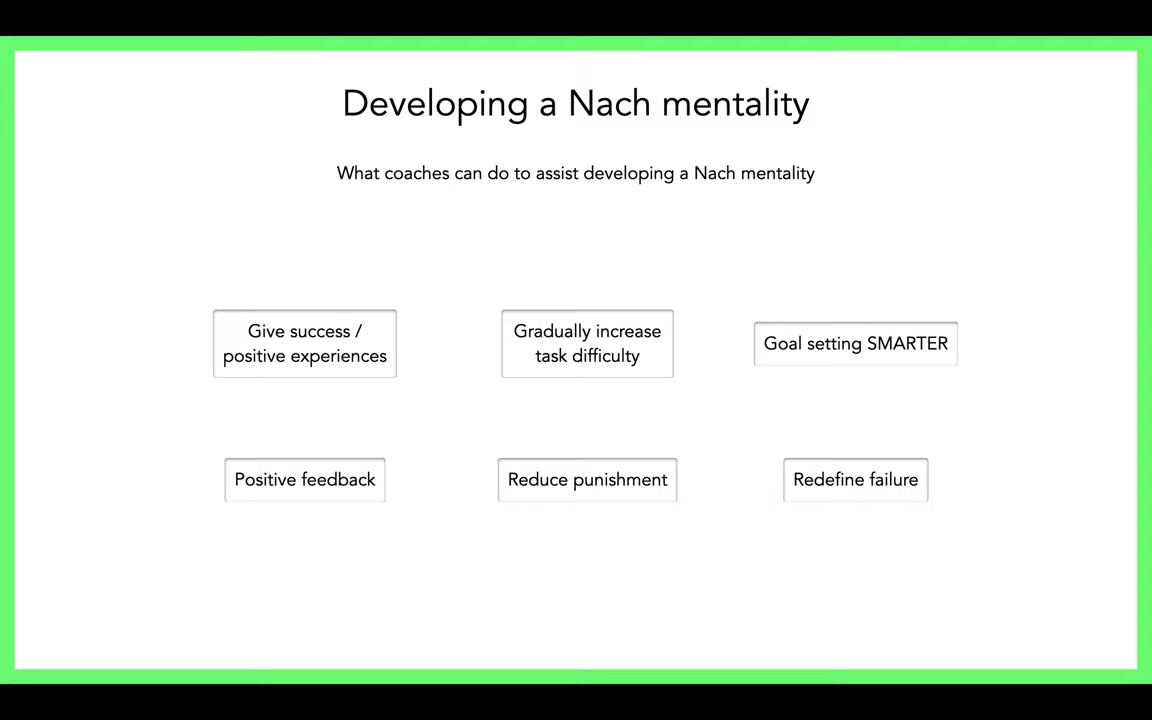 Developing a Nach mentality
What coaches can do to assist developing a Nach mentality
Give success /
positive experiences
Gradually increase
task difficulty
Goal setting SMARTER
Positive feedback
Reduce punishment
Redefine failure